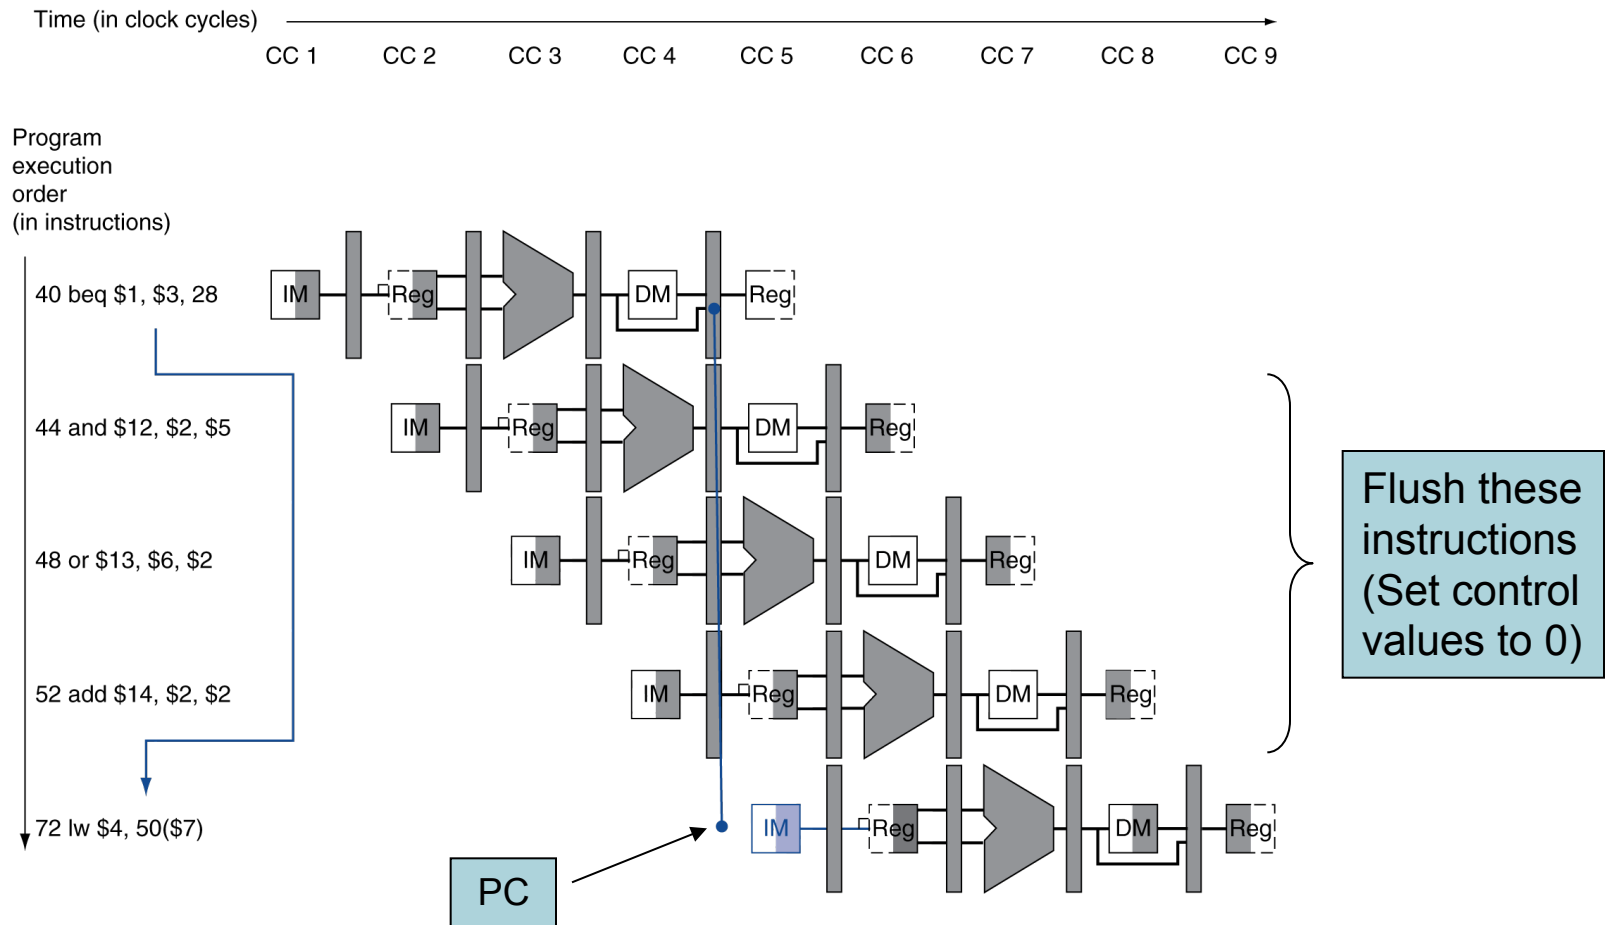 Time (in clock cycles)
CC 1 CC 2 CC 3 CC 4 CC 5 CC 6 CC 7 CC 8 CC 9
Program
execution
order
(in instructions)
40 beq $1, $3, 28
IM Reg DM Reg
44 and $12, $2, $5
IM Reg DM Reg
48 or $13, $6, $2
IM Reg DM Reg
52 add $14, $2, $2
IM Reg DM Reg
72 lw $4, 50($7)
IM Reg DM Reg
PC
Flush these
instructions
(Set control
values to 0)